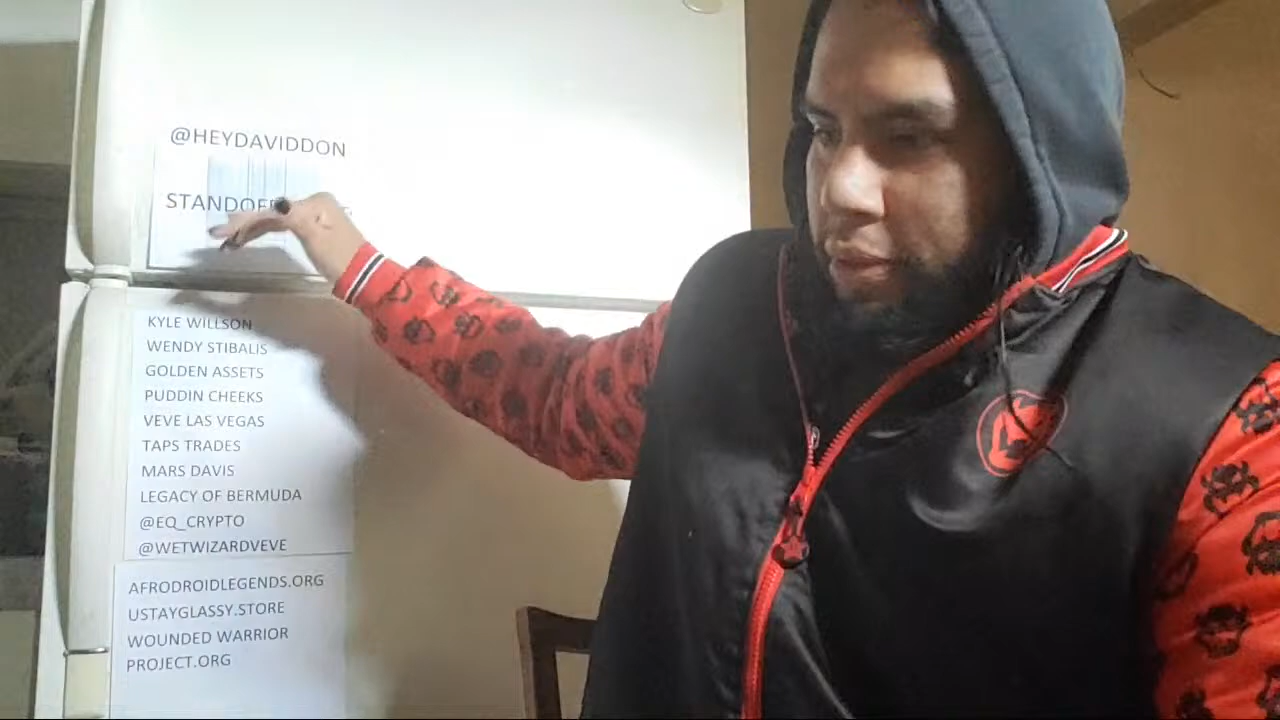 @HEYDAVIDDON
KYLE WILLSON
WENDY STIBALIS
GOLDEN ASSETS
PUDDIN CHEEKS
VEVE LAS VEGAS
TAPS TRADES
MARS DAVIS
LEGACY OF BERMUDA
@EQ_CRYPTO
@WETWIZARDVEVE
AFRODROIDLEGENDS.ORG
USTAYGLASSY.STORE
WOUNDED WARRIOR
PROJECT.ORG